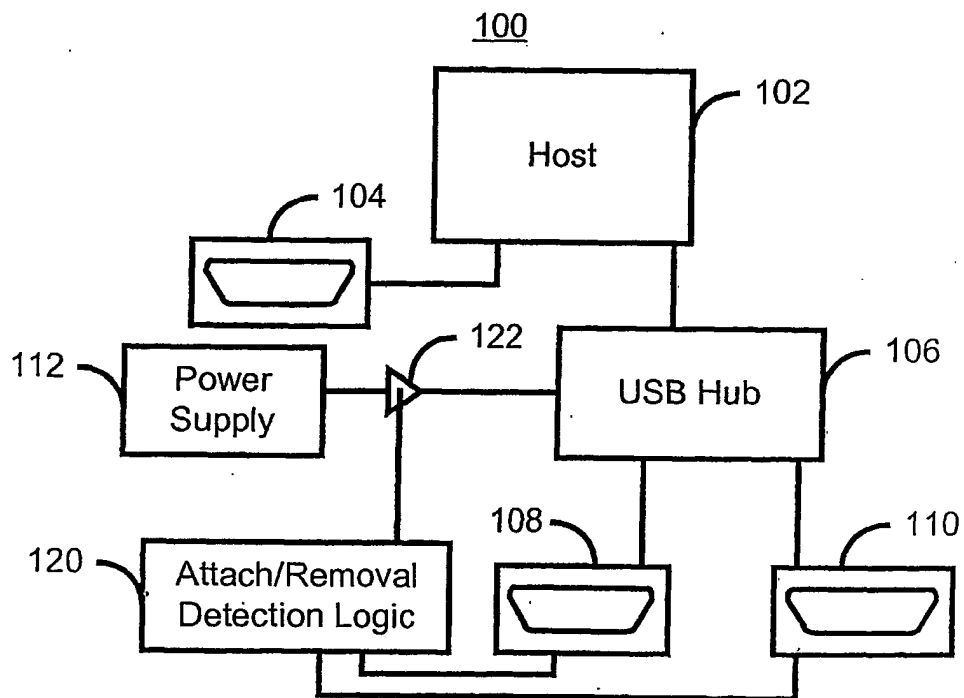 100
102
Host
104
122
112
Power
Supply
106
USB Hub
108
110
120
Attach/Removal
Detection Logic